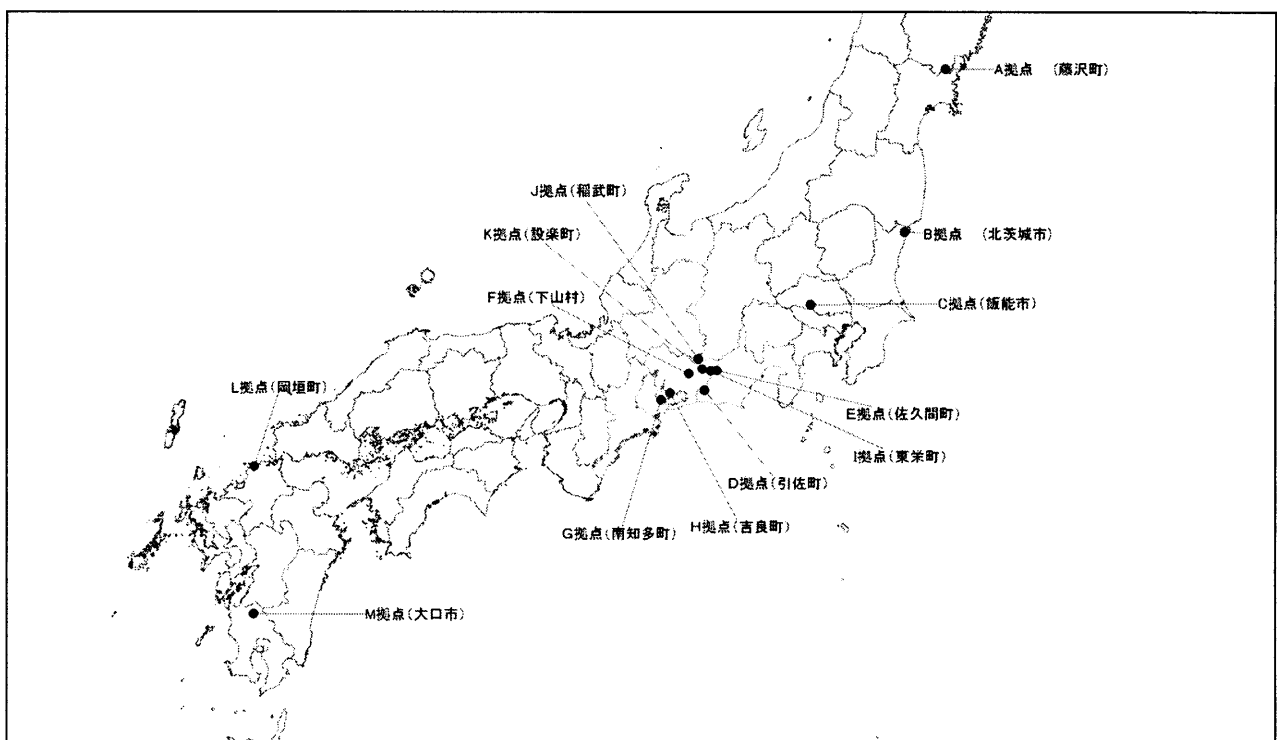 A拠点 (藤沢町)
J拠点(稲武町)
K拠点(設楽町)
B拠点 (北茨城市)
F拠点(下山村)
C拠点(飯能市)
L拠点(岡垣町)
E拠点(佐久間町)
I拠点(東栄町)
D拠点(引佐町)
H拠点(吉良町)
G拠点(南知多町)
M拠点(大口市)